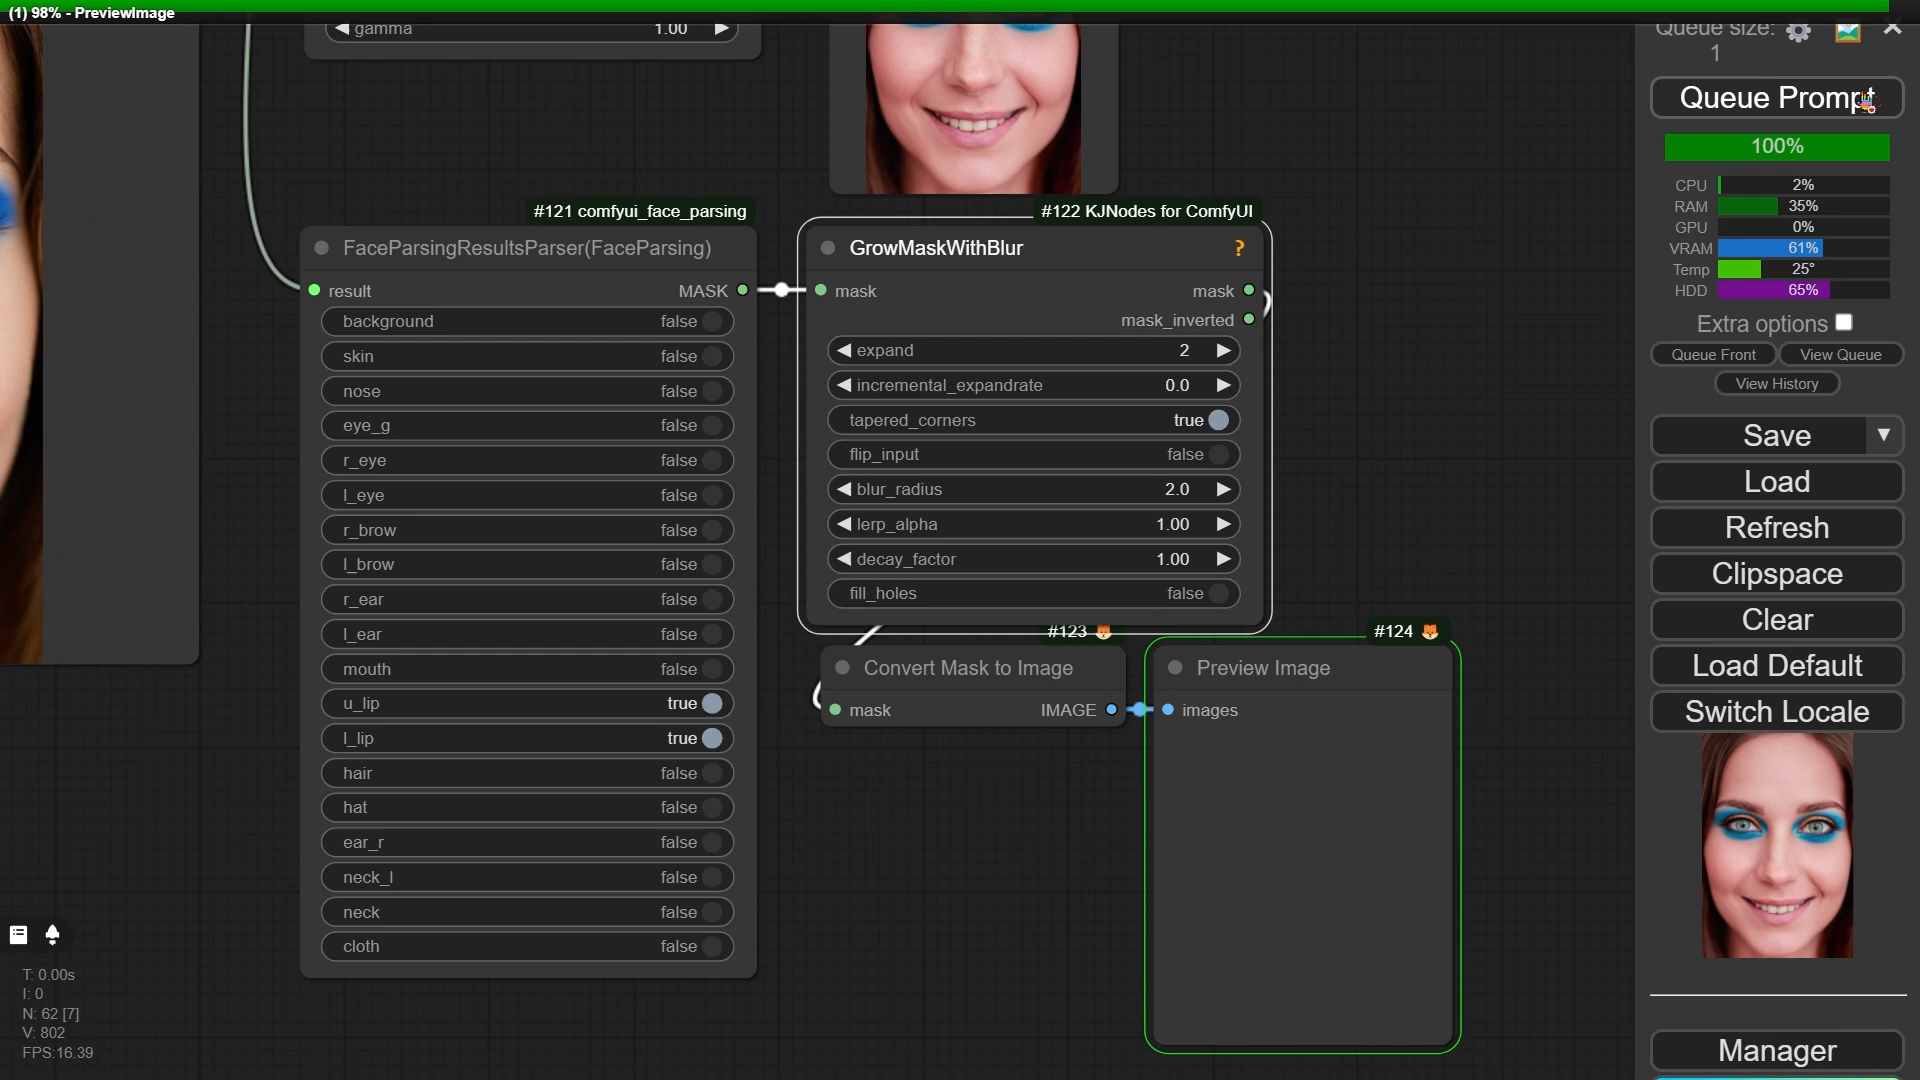 (1) 98% - PreviewImage
gamma 1.00
Queue size:
1
Queue Prompt
100%
CPU 2%
RAM 35%
GPU 0%
VRAM 61%
Temp 25°
HDD 65%
Extra options
Queue Front View Queue
View History
Save ▼
Load
Refresh
Clipspace
Clear
Load Default
Switch Locale
Manager
#121 comfyui_face_parsing
FaceParsingResultsParser(FaceParsing)
result MASK
background false
skin false
nose false
eye_g false
r_eye false
l_eye false
r_brow false
l_brow false
r_ear false
l_ear false
mouth false
u_lip true
l_lip true
hair false
hat false
ear_r false
neck_l false
neck false
cloth false
#122 KJNodes for ComfyUI
GrowMaskWithBlur ?
mask mask
mask_inverted
expand 2
incremental_expandrate 0.0
tapered_corners true
flip_input false
blur_radius 2.0
lerp_alpha 1.00
decay_factor 1.00
fill_holes false
#123
Convert Mask to Image
mask IMAGE
#124
Preview Image
images
T: 0.00s
I: 0
N: 62 [7]
V: 802
FPS:16.39